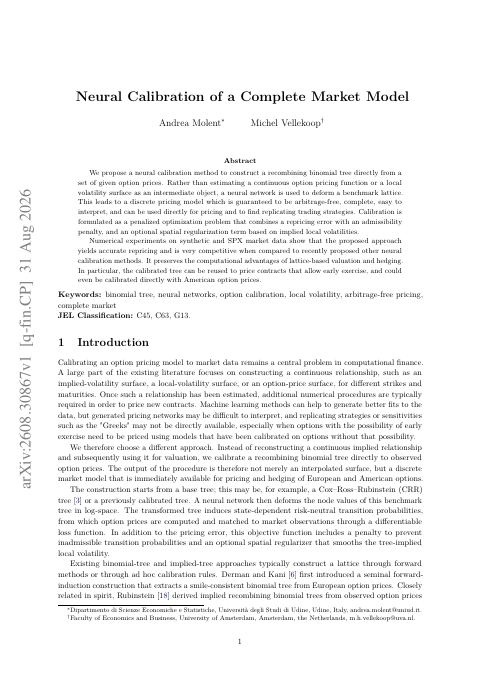 Neural Calibration of a Complete Market Model
Andrea Molent* Michel Vellekoop†
Abstract
We propose a neural calibration method to construct a recombining binomial tree directly from a
set of given option prices. Rather than estimating a continuous option pricing function or a local
volatility surface as an intermediate object, a neural network is used to deform a benchmark lattice.
This leads to a discrete pricing model which is guaranteed to be arbitrage-free, complete, easy to
interpret, and can be used directly for pricing and to find replicating trading strategies. Calibration is
formulated as a penalized optimization problem that combines a repricing error with an admissibility
penalty, and an optional spatial regularization term based on implied local volatilities.
Numerical experiments on synthetic and SPX market data show that the proposed approach
yields accurate repricing and is very competitive when compared to recently proposed other neural
calibration methods. It preserves the computational advantages of lattice-based valuation and hedging.
In particular, the calibrated tree can be reused to price contracts that allow early exercise, and could
even be calibrated directly with American option prices.
Keywords: binomial tree, neural networks, option calibration, local volatility, arbitrage-free pricing,
complete market
JEL Classification: C45, C63, G13.
1 Introduction
Calibrating an option pricing model to market data remains a central problem in computational finance.
A large part of the existing literature focuses on constructing a continuous relationship, such as an
implied-volatility surface, a local-volatility surface, or an option-price surface, for different strikes and
maturities. Once such a relationship has been estimated, additional numerical procedures are typically
required in order to price new contracts. Machine learning methods can help to generate better fits to the
data, but generated pricing networks may be difficult to interpret, and replicating strategies or sensitivities
such as the "Greeks" may not be directly available, especially when options with the possibility of early
exercise need to be priced using models that have been calibrated on options without that possibility.
We therefore choose a different approach. Instead of reconstructing a continuous implied relationship
and subsequently using it for valuation, we calibrate a recombining binomial tree directly to observed
option prices. The output of the procedure is therefore not merely an interpolated surface, but a discrete
market model that is immediately available for pricing and hedging of European and American options.
The construction starts from a base tree; this may be, for example, a Cox–Ross–Rubinstein (CRR)
tree [3] or a previously calibrated tree. A neural network then deforms the node values of this benchmark
tree in log-space. The transformed tree induces state-dependent risk-neutral transition probabilities,
from which option prices are computed and matched to market observations through a differentiable
loss function. In addition to the pricing error, this objective function includes a penalty to prevent
inadmissible transition probabilities and an optional spatial regularizer that smooths the tree-implied
local volatility.
Existing binomial-tree and implied-tree approaches typically construct a lattice through forward
methods or through ad hoc calibration rules. Derman and Kani [6] first introduced a seminal forward-
induction construction that extracts a smile-consistent binomial tree from European option prices. Closely
related in spirit, Rubinstein [18] derived implied recombining binomial trees from observed option prices
*Dipartimento di Scienze Economiche e Statistiche, Università degli Studi di Udine, Udine, Italy, andrea.molent@uniud.it.
†Faculty of Economics and Business, University of Amsterdam, Amsterdam, the Netherlands, m.h.vellekoop@uva.nl.
1
arXiv:2608.30867v1 [q-fin.CP] 31 Aug 2026